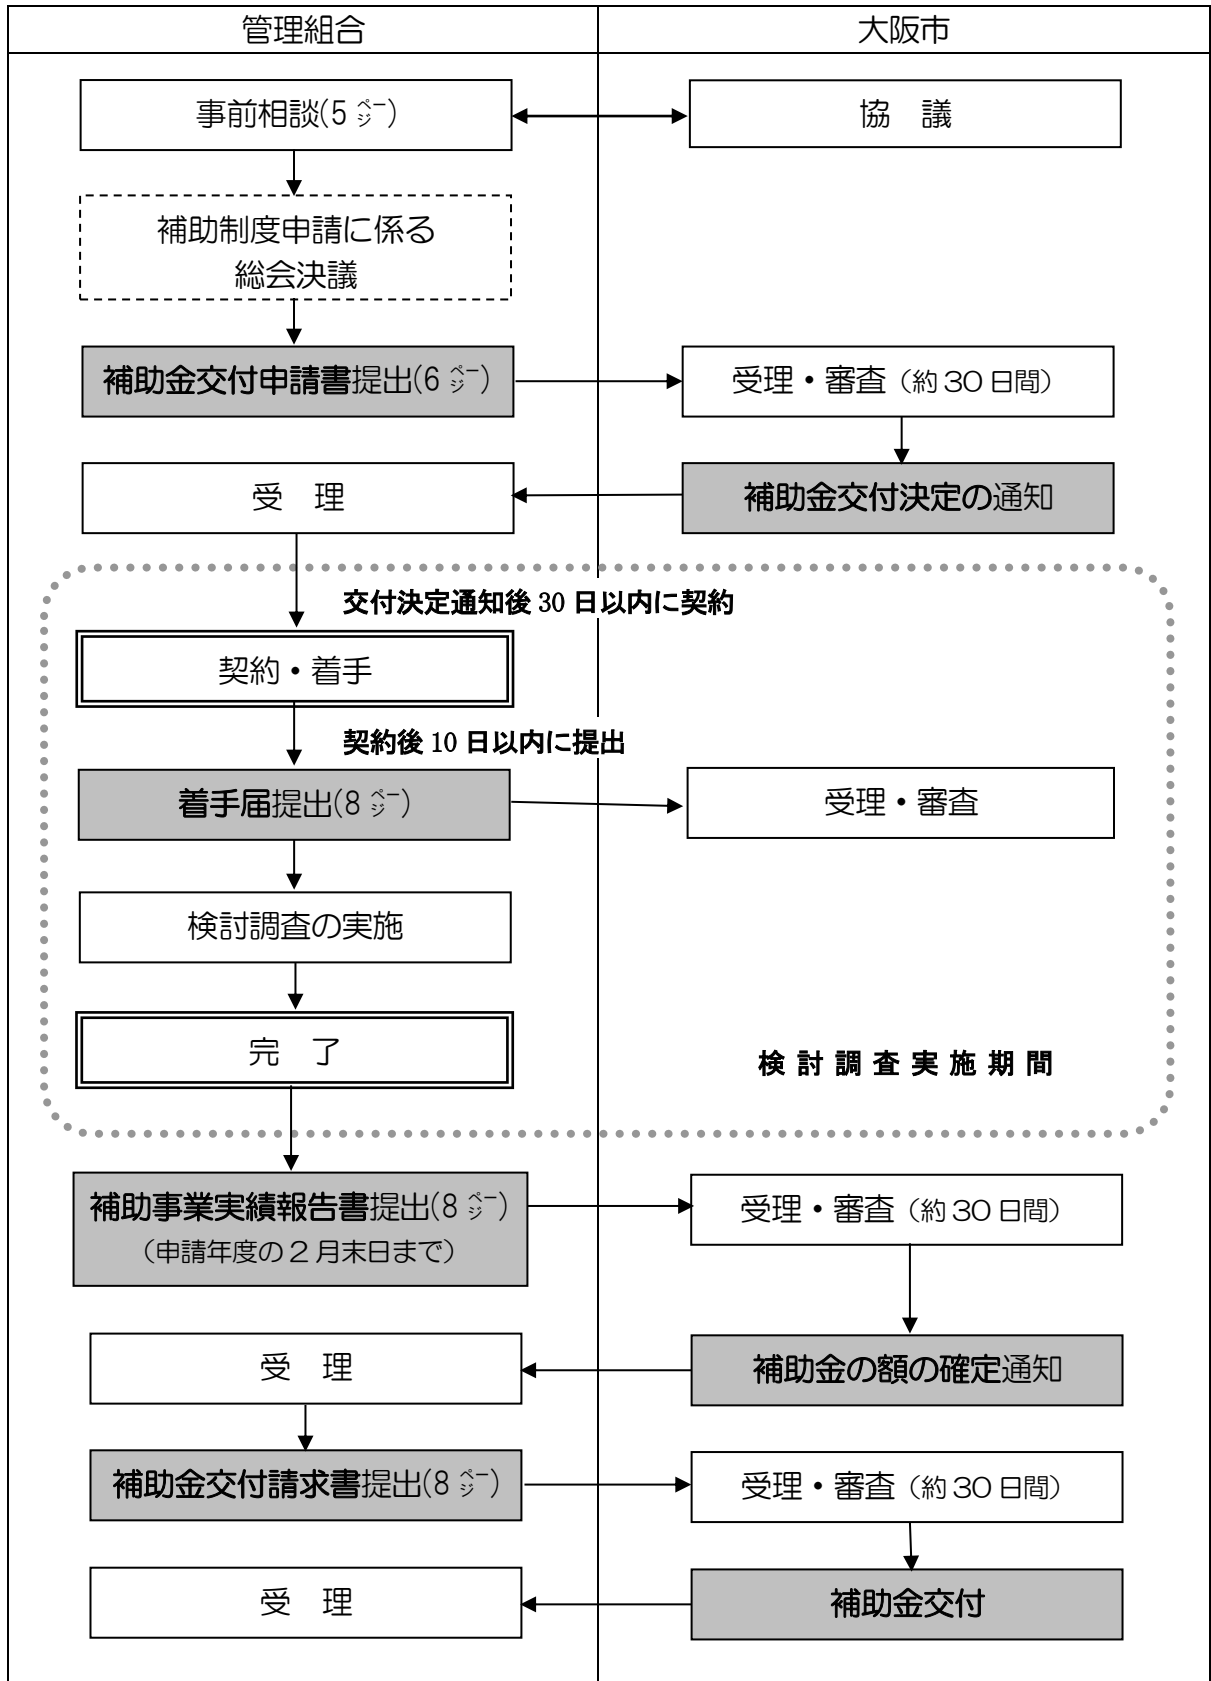 管理組合
大阪市
事前相談(5 ページ)
協　議
補助制度申請に係る
総会決議
補助金交付申請書提出(6 ページ)
受理・審査（約 30 日間）
受　理
補助金交付決定の通知
交付決定通知後 30 日以内に契約
契約・着手
契約後 10 日以内に提出
着手届提出(8 ページ)
受理・審査
検討調査の実施
完　了
検 討 調 査 実 施 期 間
補助事業実績報告書提出(8 ページ)
（申請年度の 2 月末日まで）
受理・審査（約 30 日間）
受　理
補助金の額の確定通知
補助金交付請求書提出(8 ページ)
受理・審査（約 30 日間）
受　理
補助金交付